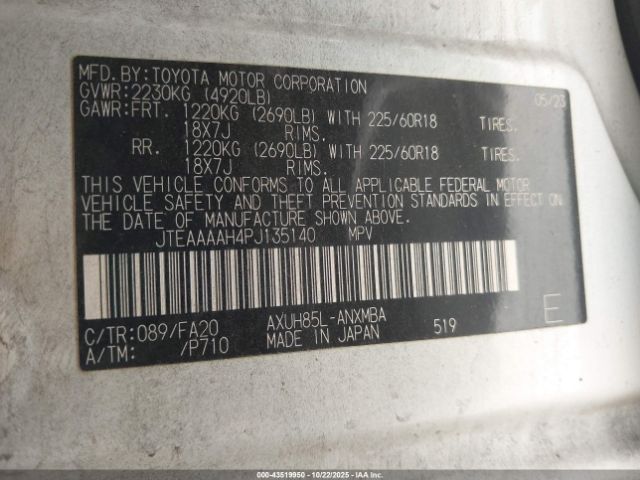 MFD. BY: TOYOTA MOTOR CORPORATION
GVWR: 2230KG (4920LB) 05/23
GAWR: FRT. 1220KG (2690LB) WITH 225/60R18 TIRES.
18X7J RIMS.
RR. 1220KG (2690LB) WITH 225/60R18 TIRES.
18X7J RIMS.
THIS VEHICLE CONFORMS TO ALL APPLICABLE FEDERAL MOTOR
VEHICLE SAFETY AND THEFT PREVENTION STANDARDS IN EFFECT ON
THE DATE OF MANUFACTURE SHOWN ABOVE.
JTEAAAAH4PJ135140 MPV
C/TR: 089/FA20 AXUH85L-ANXMBA E
A/TM: /P710 MADE IN JAPAN 519
00-43519950 | 10/22/2025 | IAAI.COM